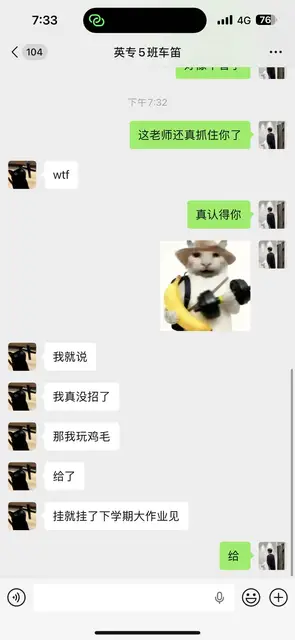 7:33
4G
76
104
英专5班车笛
下午7:32
这老师还真抓住你了
wtf
真认得你
我就说
我真没招了
那我玩鸡毛
给了
挂就挂了下学期大作业见
给